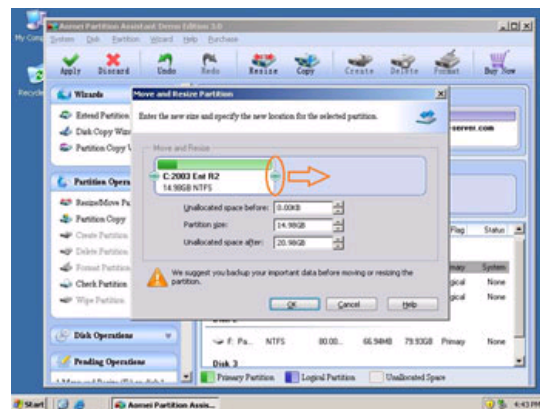 Aomei Partition Assistant Demo Edition 3.0
My Comp
System Disk Partition Wizard Help Purchase
Apply Discard Undo Redo Resize Copy Create Delete Format Buy Now
Recycle
Wizards
Extend Partition
Disk Copy Wiz
Partition Copy
Move and Resize Partition
Enter the new size and specify the new location for the selected partition.
-server.com
Move and Resize
C:2003 Ent R2
14.98GB NTFS
Unallocated space before: 0.00KB
Partition size: 14.98GB
Unallocated space after: 20.98GB
We suggest you backup your important data before moving or resizing the partition.
OK Cancel Help
Partition Opera
Resize/Move Pa
Partition Copy
Create Partition
Delete Partition
Format Partition
Check Partition
Wipe Partition
Flag Status
mary System
gical None
gical None
F: Pa... NTFS 80.00... 66.94MB 79.93GB Primary None
Disk 3
Disk Operations
Pending Operations
Primary Partition Logical Partition Unallocated Space
Start
Aomei Partition Assis...
4:43 PM